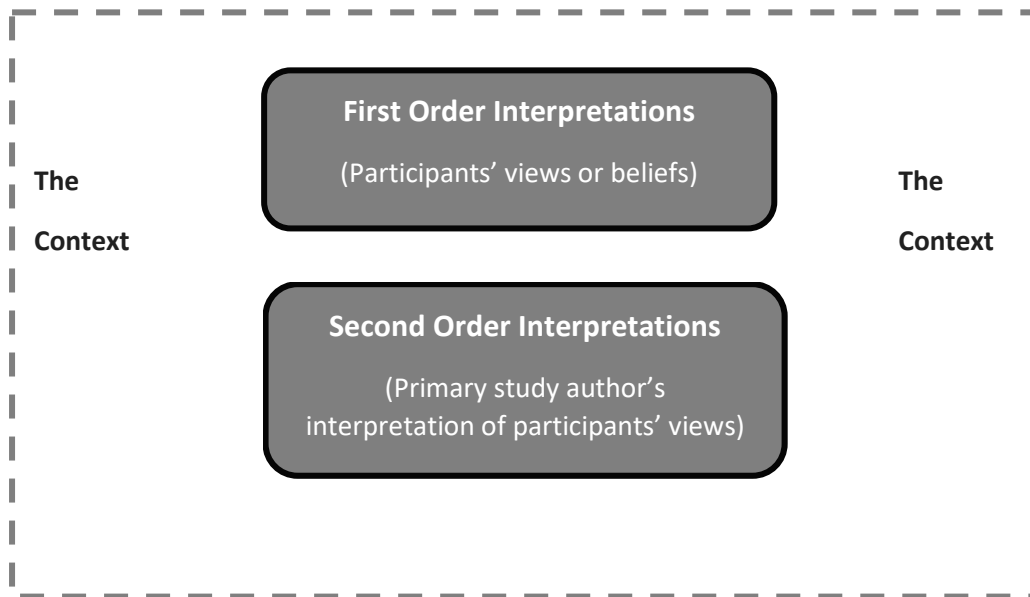 First Order Interpretations
(Participants’ views or beliefs)
The
Context
The
Context
Second Order Interpretations
(Primary study author’s
interpretation of participants’ views)